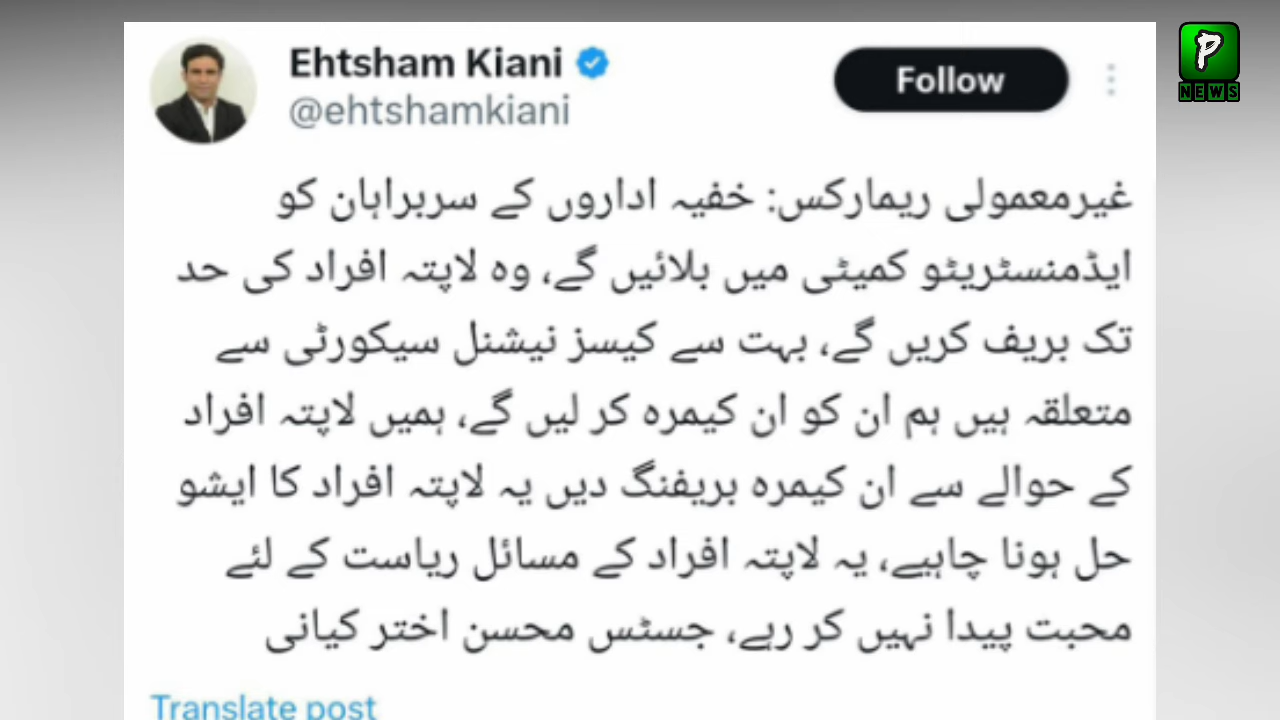 Ehtsham Kiani
@ehtshamkiani
Follow
P
NEWS
غیرمعمولی ریمارکس: خفیہ اداروں کے سربراہان کو
ایڈمنسٹریٹو کمیٹی میں بلائیں گے، وہ لاپتہ افراد کی حد
تک بریف کریں گے، بہت سے کیسز نیشنل سیکورٹی سے
متعلقہ ہیں ہم ان کو ان کیمرہ کر لیں گے، ہمیں لاپتہ افراد
کے حوالے سے ان کیمرہ بریفنگ دیں یہ لاپتہ افراد کا ایشو
حل ہونا چاہیے، یہ لاپتہ افراد کے مسائل ریاست کے لئے
محبت پیدا نہیں کر رہے، جسٹس محسن اختر کیانی
Translate post